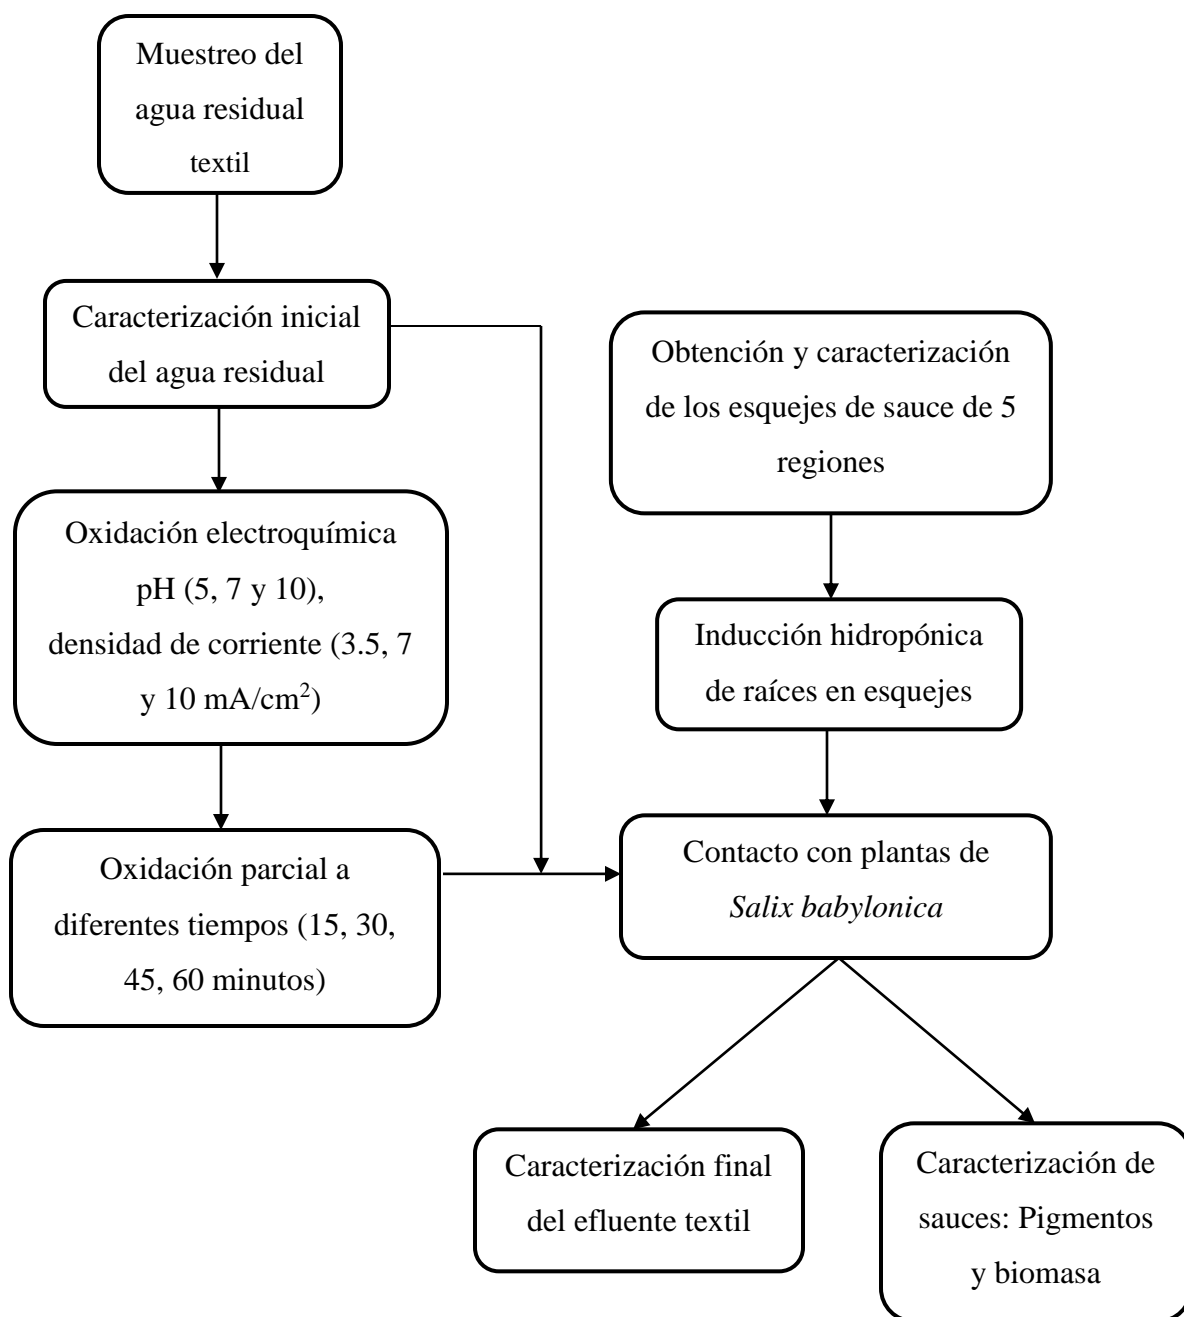 Muestreo del
agua residual
textil
Caracterización inicial
del agua residual
Oxidación electroquímica
pH (5, 7 y 10),
densidad de corriente (3.5, 7
y 10 mA/cm²)
Oxidación parcial a
diferentes tiempos (15, 30,
45, 60 minutos)
Obtención y caracterización
de los esquejes de sauce de 5
regiones
Inducción hidropónica
de raíces en esquejes
Contacto con plantas de
Salix babylonica
Caracterización final
del efluente textil
Caracterización de
sauces: Pigmentos
y biomasa